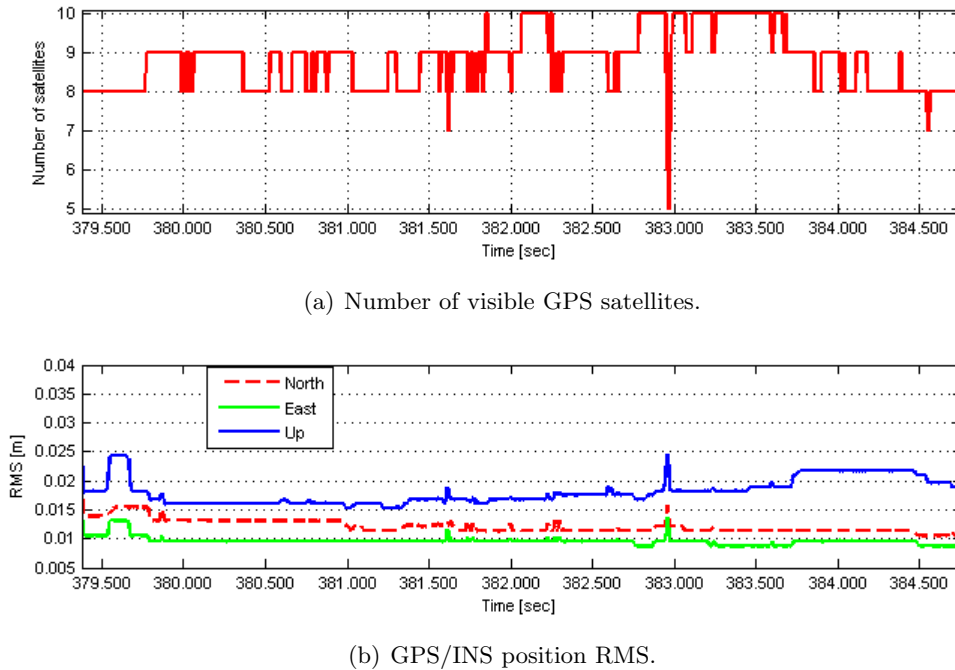 10
9
8
7
6
5
Number of satellites
379.500 380.000 380.500 381.000 381.500 382.000 382.500 383.000 383.500 384.000 384.500
Time [sec]
(a) Number of visible GPS satellites.
0.04
0.035
0.03
0.025
0.02
0.015
0.01
0.005
RMS [m]
North
East
Up
379.500 380.000 380.500 381.000 381.500 382.000 382.500 383.000 383.500 384.000 384.500
Time [sec]
(b) GPS/INS position RMS.